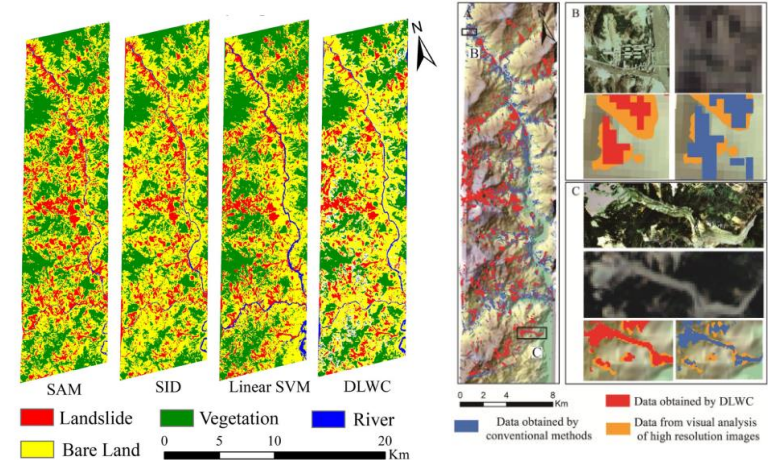 N
SAM
SID
Linear SVM
DLWC
Landslide
Vegetation
River
Bare Land
0 5 10 20
Km
A
B
C
0 2 4 8
Km
B
C
Data obtained by
conventional methods
Data obtained by DLWC
Data from visual analysis
of high resolution images